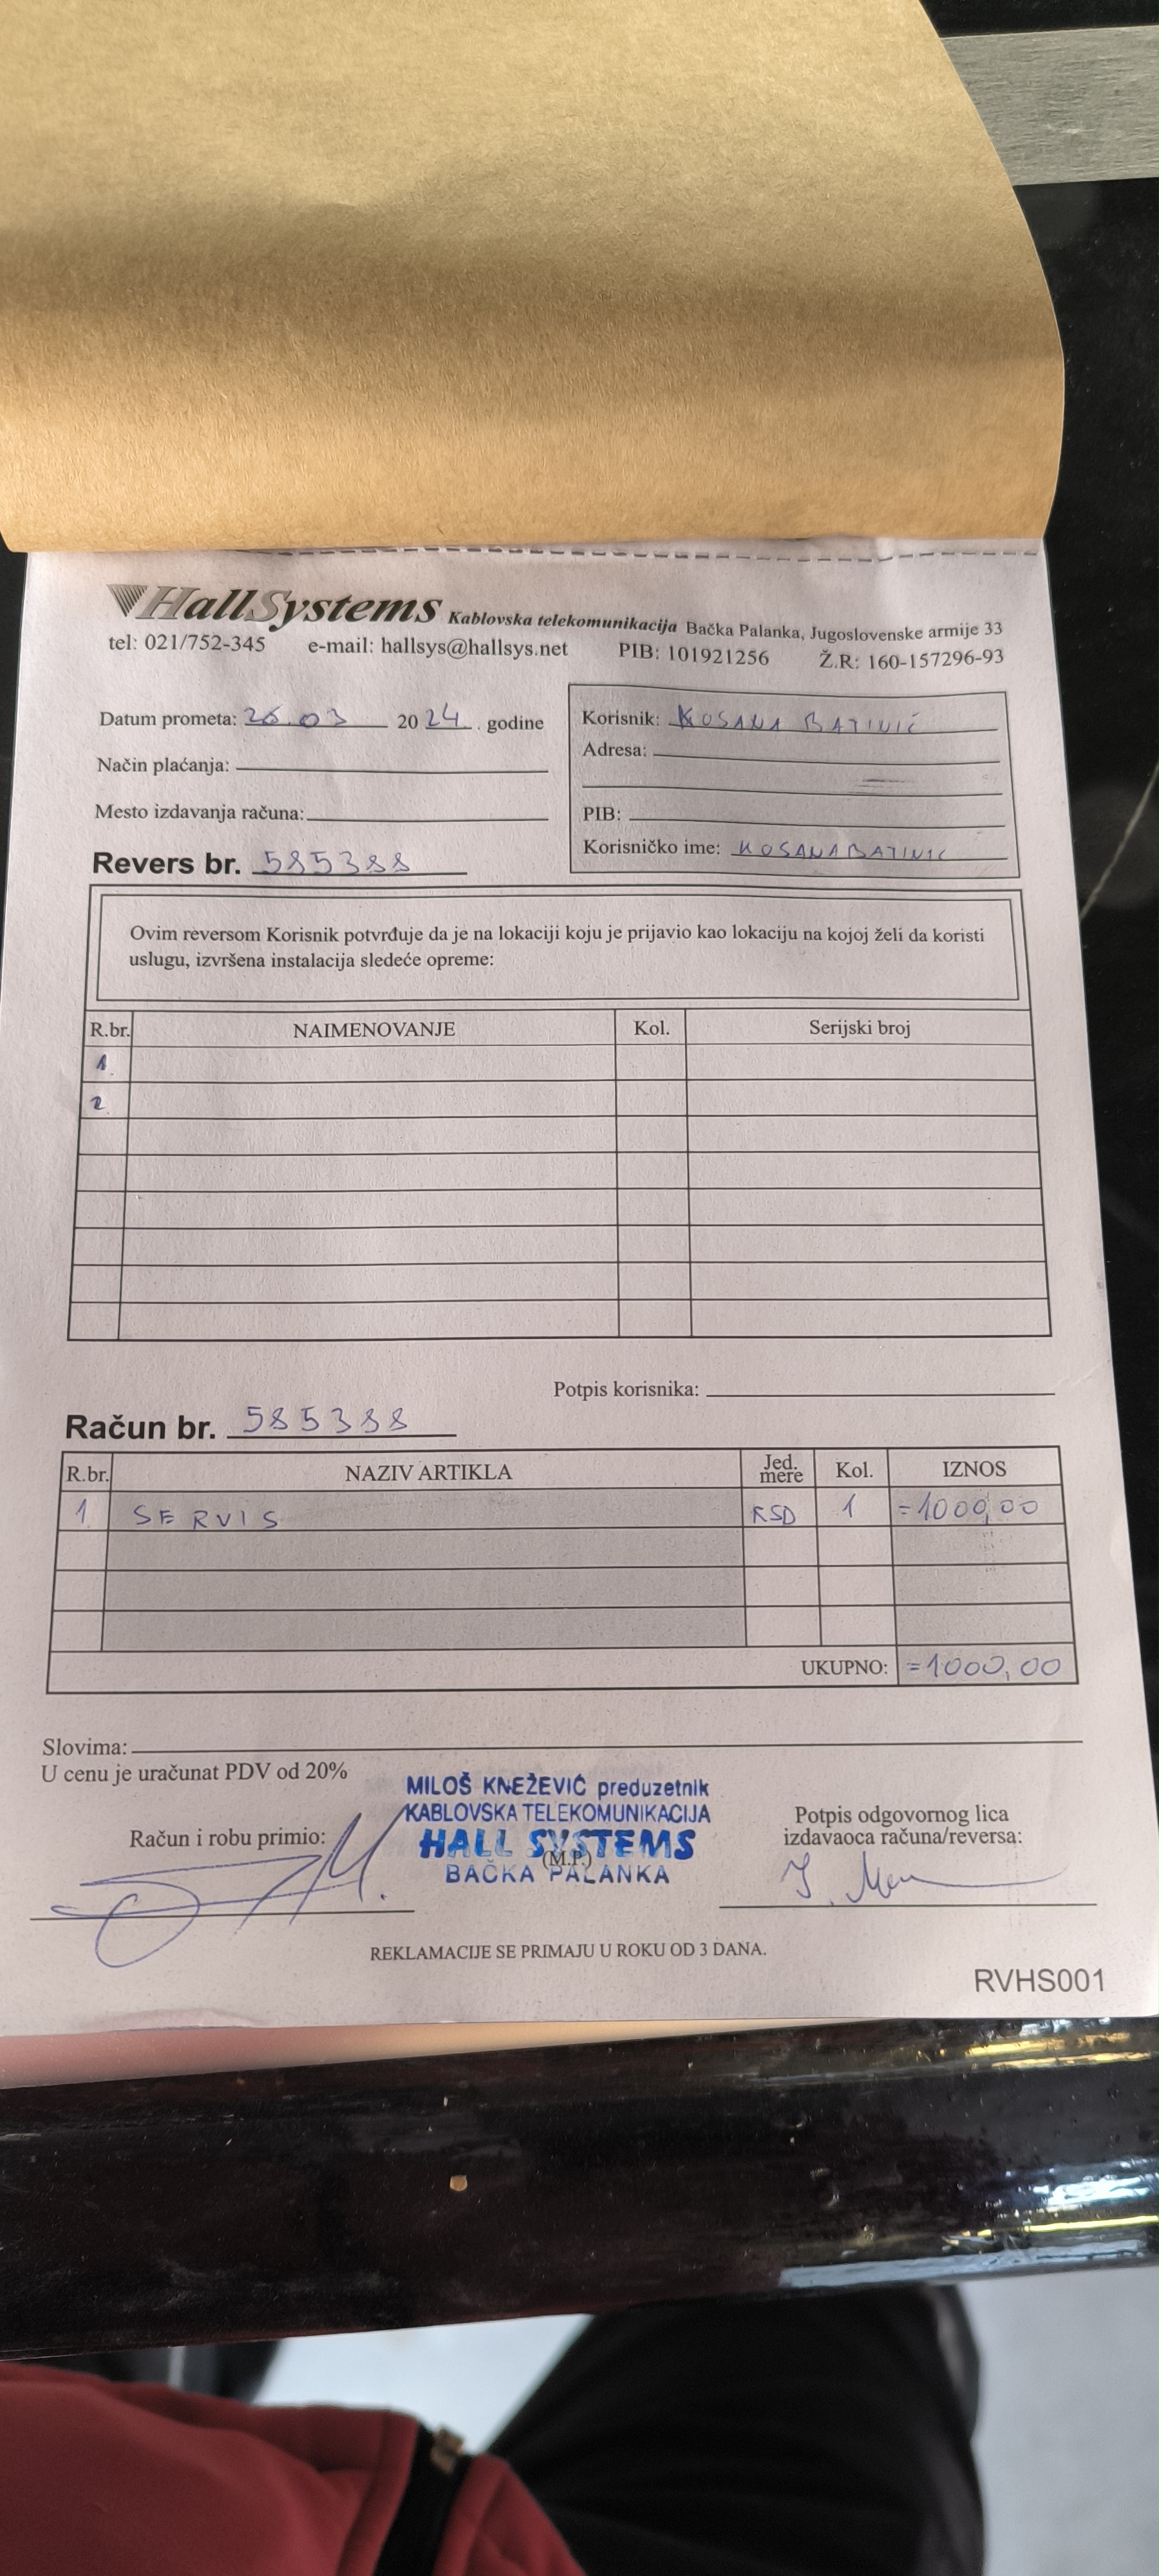 HallSystems Kablovska telekomunikacija Bačka Palanka, Jugoslovenske armije 33
tel: 021/752-345 e-mail: hallsys@hallsys.net PIB: 101921256 Ž.R: 160-157296-93
Datum prometa: 26.03 2024. godine
Korisnik: KOSANA BATINIĆ
Adresa:
Način plaćanja:
Mesto izdavanja računa:
PIB:
Korisničko ime: KOSANABATINIC
Revers br. 585388
Ovim reversom Korisnik potvrđuje da je na lokaciji koju je prijavio kao lokaciju na kojoj želi da koristi
uslugu, izvršena instalacija sledeće opreme:
R.br. NAIMENOVANJE Kol. Serijski broj
1.
2
Potpis korisnika:
Račun br. 585388
R.br. NAZIV ARTIKLA Jed. mere Kol. IZNOS
1 SERVIS RSD 1 =1000,00
UKUPNO: =1000,00
Slovima:
U cenu je uračunat PDV od 20%
MILOŠ KNEŽEVIĆ preduzetnik
KABLOVSKA TELEKOMUNIKACIJA
HALL SYSTEMS
(M.P.)
BAČKA PALANKA
Račun i robu primio:
Potpis odgovornog lica
izdavaoca računa/reversa:
REKLAMACIJE SE PRIMAJU U ROKU OD 3 DANA.
RVHS001